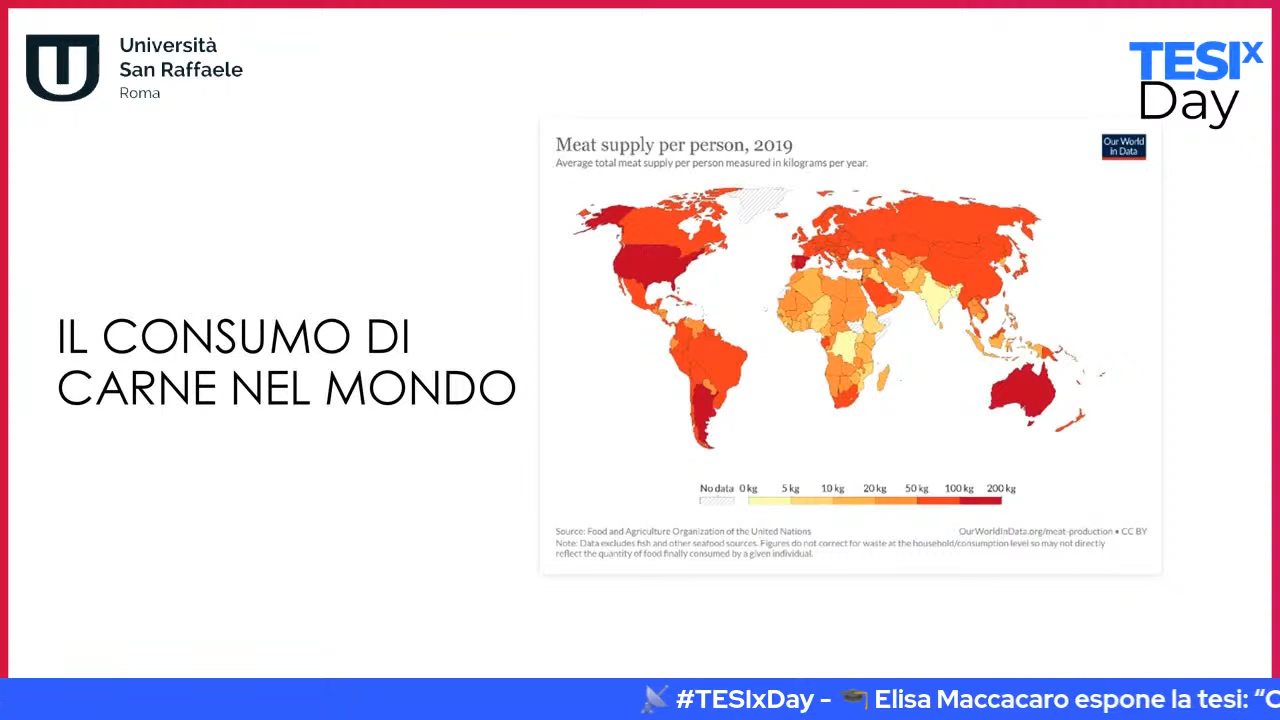 Università
San Raffaele
Roma
TESIx
Day
IL CONSUMO DI
CARNE NEL MONDO
Meat supply per person, 2019
Average total meat supply per person measured in kilograms per year.
Our World
in Data
No data 0 kg 5 kg 10 kg 20 kg 50 kg 100 kg 200 kg
Source: Food and Agriculture Organization of the United Nations
OurWorldInData.org/meat-production • CC BY
Note: Data excludes fish and other seafood sources. Figures do not correct for waste at the household/consumption level so may not directly
reflect the quantity of food finally consumed by a given individual.
#TESIxDay - 🎓 Elisa Maccacaro espone la tesi: “C